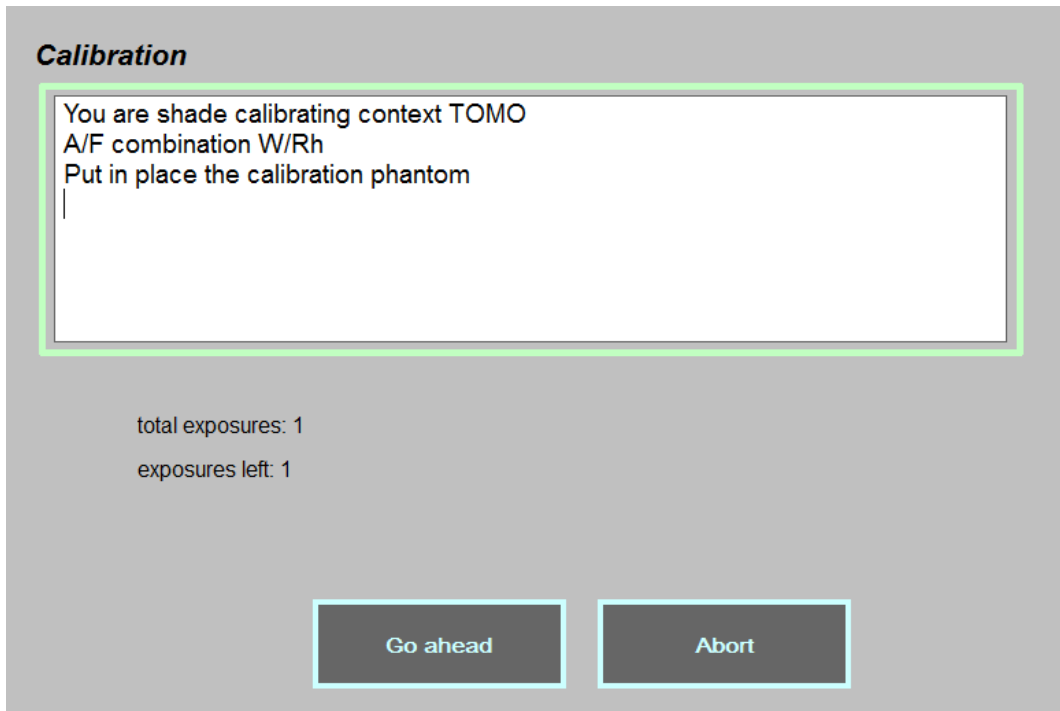 Calibration
You are shade calibrating context TOMO
A/F combination W/Rh
Put in place the calibration phantom
total exposures: 1
exposures left: 1
Go ahead
Abort